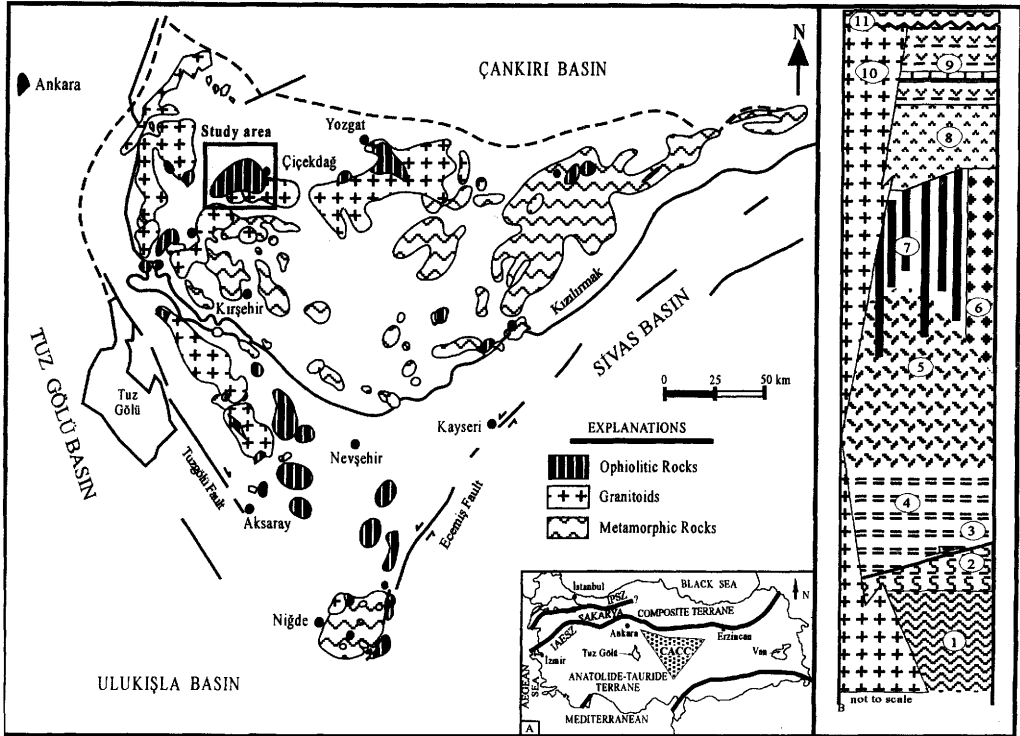 ÇANKIRI BASIN
N
Ankara
Study area
Yozgat
Çiçekdağ
Kırşehir
Kızılırmak
SİVAS BASIN
TUZ GÖLÜ BASIN
Tuz
Gölü
Tuzgölü Fault
0 25 50 km
Kayseri
EXPLANATIONS
Nevşehir
Ophiolitic Rocks
Granitoids
Metamorphic Rocks
Aksaray
Ecemiş Fault
Niğde
ULUKIŞLA BASIN
İstanbul
BLACK SEA
N
IPSZ
?
SAKARYA
COMPOSITE TERRANE
IAESZ
Ankara
Erzincan
Tuz Gölü
CACC
Van
İzmir
ANATOLIDE-TAURIDE
TERRANE
AEGEAN
SEA
MEDITERRANEAN
A
11
10
9
8
7
6
5
4
3
2
1
not to scale
B